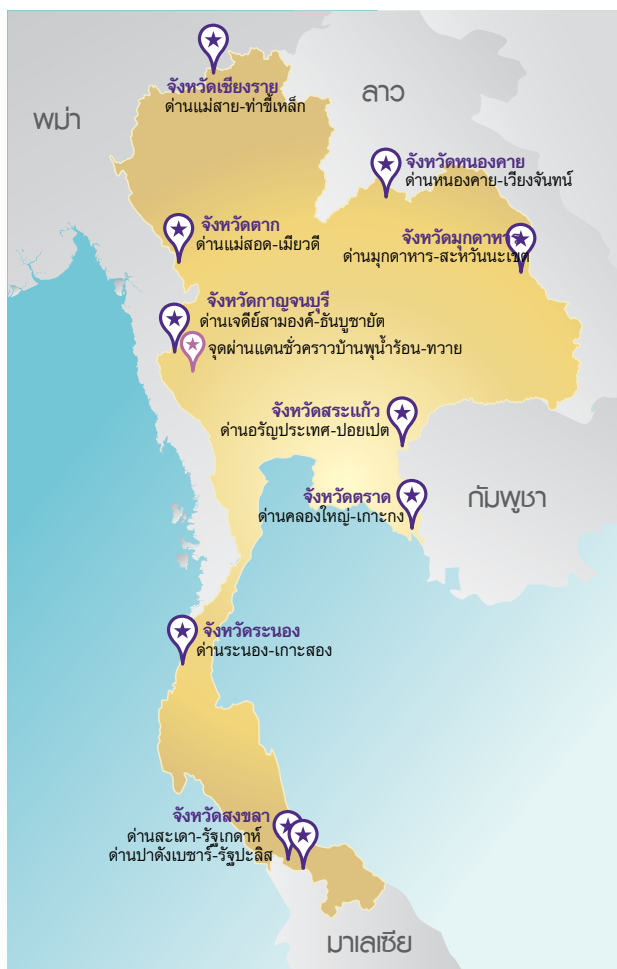 จังหวัดเชียงราย
ด่านแม่สาย-ท่าขี้เหล็ก
ลาว
พม่า
จังหวัดหนองคาย
ด่านหนองคาย-เวียงจันทน์
จังหวัดตาก
ด่านแม่สอด-เมียวดี
จังหวัดมุกดาหาร
ด่านมุกดาหาร-สะหวันนะเขต
จังหวัดกาญจนบุรี
ด่านเจดีย์สามองค์-ธันบูซายัต
จุดผ่านแดนชั่วคราวบ้านพุน้ำร้อน-ทวาย
จังหวัดสระแก้ว
ด่านอรัญประเทศ-ปอยเปต
จังหวัดตราด
ด่านคลองใหญ่-เกาะกง
กัมพูชา
จังหวัดระนอง
ด่านระนอง-เกาะสอง
จังหวัดสงขลา
ด่านสะเดา-รัฐเกดาห์
ด่านปาดังเบซาร์-รัฐปะลิส
มาเลเซีย